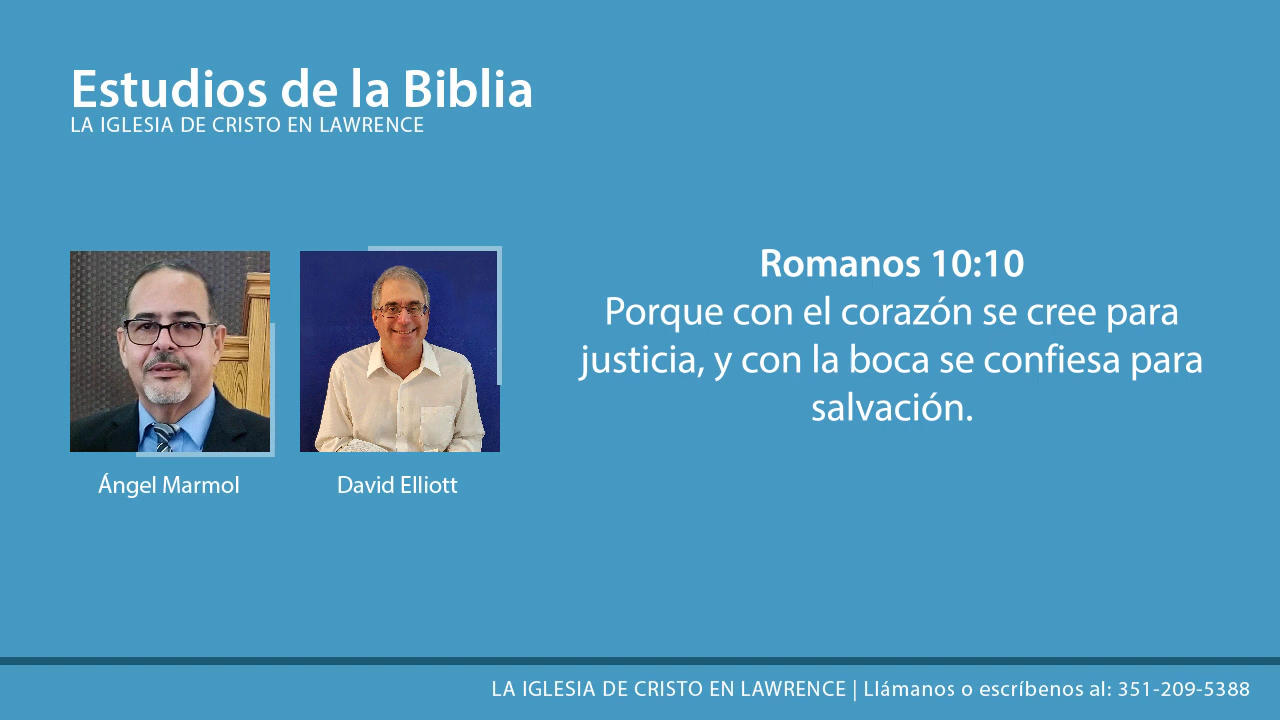 Estudios de la Biblia
LA IGLESIA DE CRISTO EN LAWRENCE
Ángel Marmol
David Elliott
Romanos 10:10
Porque con el corazón se cree para
justicia, y con la boca se confiesa para
salvación.
LA IGLESIA DE CRISTO EN LAWRENCE | Llámanos o escríbenos al: 351-209-5388